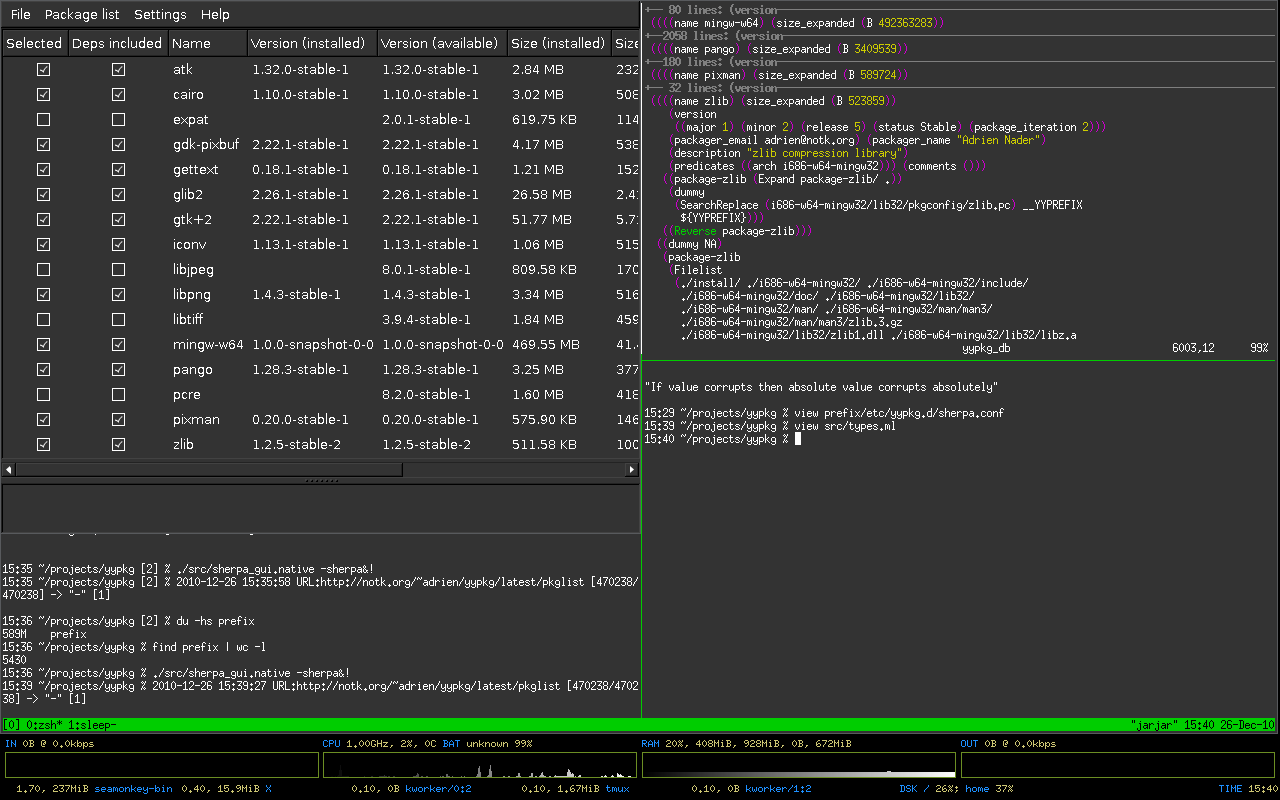 File Package list Settings Help
Selected Deps included Name Version (installed) Version (available) Size (installed) Size
atk 1.32.0-stable-1 1.32.0-stable-1 2.84 MB 232
cairo 1.10.0-stable-1 1.10.0-stable-1 3.02 MB 508
expat 2.0.1-stable-1 619.75 KB 114
gdk-pixbuf 2.22.1-stable-1 2.22.1-stable-1 4.17 MB 538
gettext 0.18.1-stable-1 0.18.1-stable-1 1.21 MB 152
glib2 2.26.1-stable-1 2.26.1-stable-1 26.58 MB 2.4
gtk+2 2.22.1-stable-1 2.22.1-stable-1 51.77 MB 5.7
iconv 1.13.1-stable-1 1.13.1-stable-1 1.06 MB 515
libjpeg 8.0.1-stable-1 809.58 KB 170
libpng 1.4.3-stable-1 1.4.3-stable-1 3.34 MB 516
libtiff 3.9.4-stable-1 1.84 MB 459
mingw-w64 1.0.0-snapshot-0-0 1.0.0-snapshot-0-0 469.55 MB 41.
pango 1.28.3-stable-1 1.28.3-stable-1 3.25 MB 377
pcre 8.2.0-stable-1 1.60 MB 418
pixman 0.20.0-stable-1 0.20.0-stable-1 575.90 KB 146
zlib 1.2.5-stable-2 1.2.5-stable-2 511.58 KB 100
15:35 ~/projects/yypkg [2] % ./src/sherpa_gui.native -sherpa&!
15:35 ~/projects/yypkg [2] % 2010-12-26 15:35:58 URL:http://notk.org/~adrien/yypkg/latest/pkglist [470238/
470238] -> "-" [1]
15:36 ~/projects/yypkg [2] % du -hs prefix
589M prefix
15:36 ~/projects/yypkg % find prefix | wc -l
5430
15:36 ~/projects/yypkg % ./src/sherpa_gui.native -sherpa&!
15:39 ~/projects/yypkg % 2010-12-26 15:39:27 URL:http://notk.org/~adrien/yypkg/latest/pkglist [470238/4702
38] -> "-" [1]
+-- 80 lines: (version
((((name mingw-w64) (size_expanded (B 492363283))
+--2058 lines: (version
((((name pango) (size_expanded (B 3409539))
+--180 lines: (version
((((name pixman) (size_expanded (B 589724))
+-- 32 lines: (version
((((name zlib) (size_expanded (B 523859))
(version
((major 1) (minor 2) (release 5) (status Stable) (package_iteration 2)))
(packager_email adrien@notk.org) (packager_name "Adrien Nader")
(description "zlib compression library")
(predicates ((arch i686-w64-mingw32))) (comments ()))
((package-zlib (Expand package-zlib/ .))
(dummy
(SearchReplace (i686-w64-mingw32/lib32/pkgconfig/zlib.pc) __YYPREFIX
${YYPREFIX})))
((Reverse package-zlib)))
((dummy NA)
(package-zlib
(Filelist
(./install/ ./i686-w64-mingw32/ ./i686-w64-mingw32/include/
./i686-w64-mingw32/doc/ ./i686-w64-mingw32/lib32/
./i686-w64-mingw32/man/ ./i686-w64-mingw32/man/man3/
./i686-w64-mingw32/man/man3/zlib.3.gz
./i686-w64-mingw32/lib32/zlib1.dll ./i686-w64-mingw32/lib32/libz.a
yypkg_db 6003,12 99%
"If value corrupts then absolute value corrupts absolutely"
15:29 ~/projects/yypkg % view prefix/etc/yypkg.d/sherpa.conf
15:39 ~/projects/yypkg % view src/types.ml
15:40 ~/projects/yypkg %
[0] 0:zsh* 1:sleep- "jarjar" 15:40 26-Dec-10
IN 0B @ 0.0kbps CPU 1.00GHz, 2%, 0C BAT unknown 99% RAM 20%, 408MiB, 928MiB, 0B, 672MiB OUT 0B @ 0.0kbps
1.70, 237MiB seamonkey-bin 0.40, 15.9MiB X 0.10, 0B kworker/0:2 0.10, 1.67MiB tmux 0.10, 0B kworker/1:2 DSK / 26%; home 37% TIME 15:40